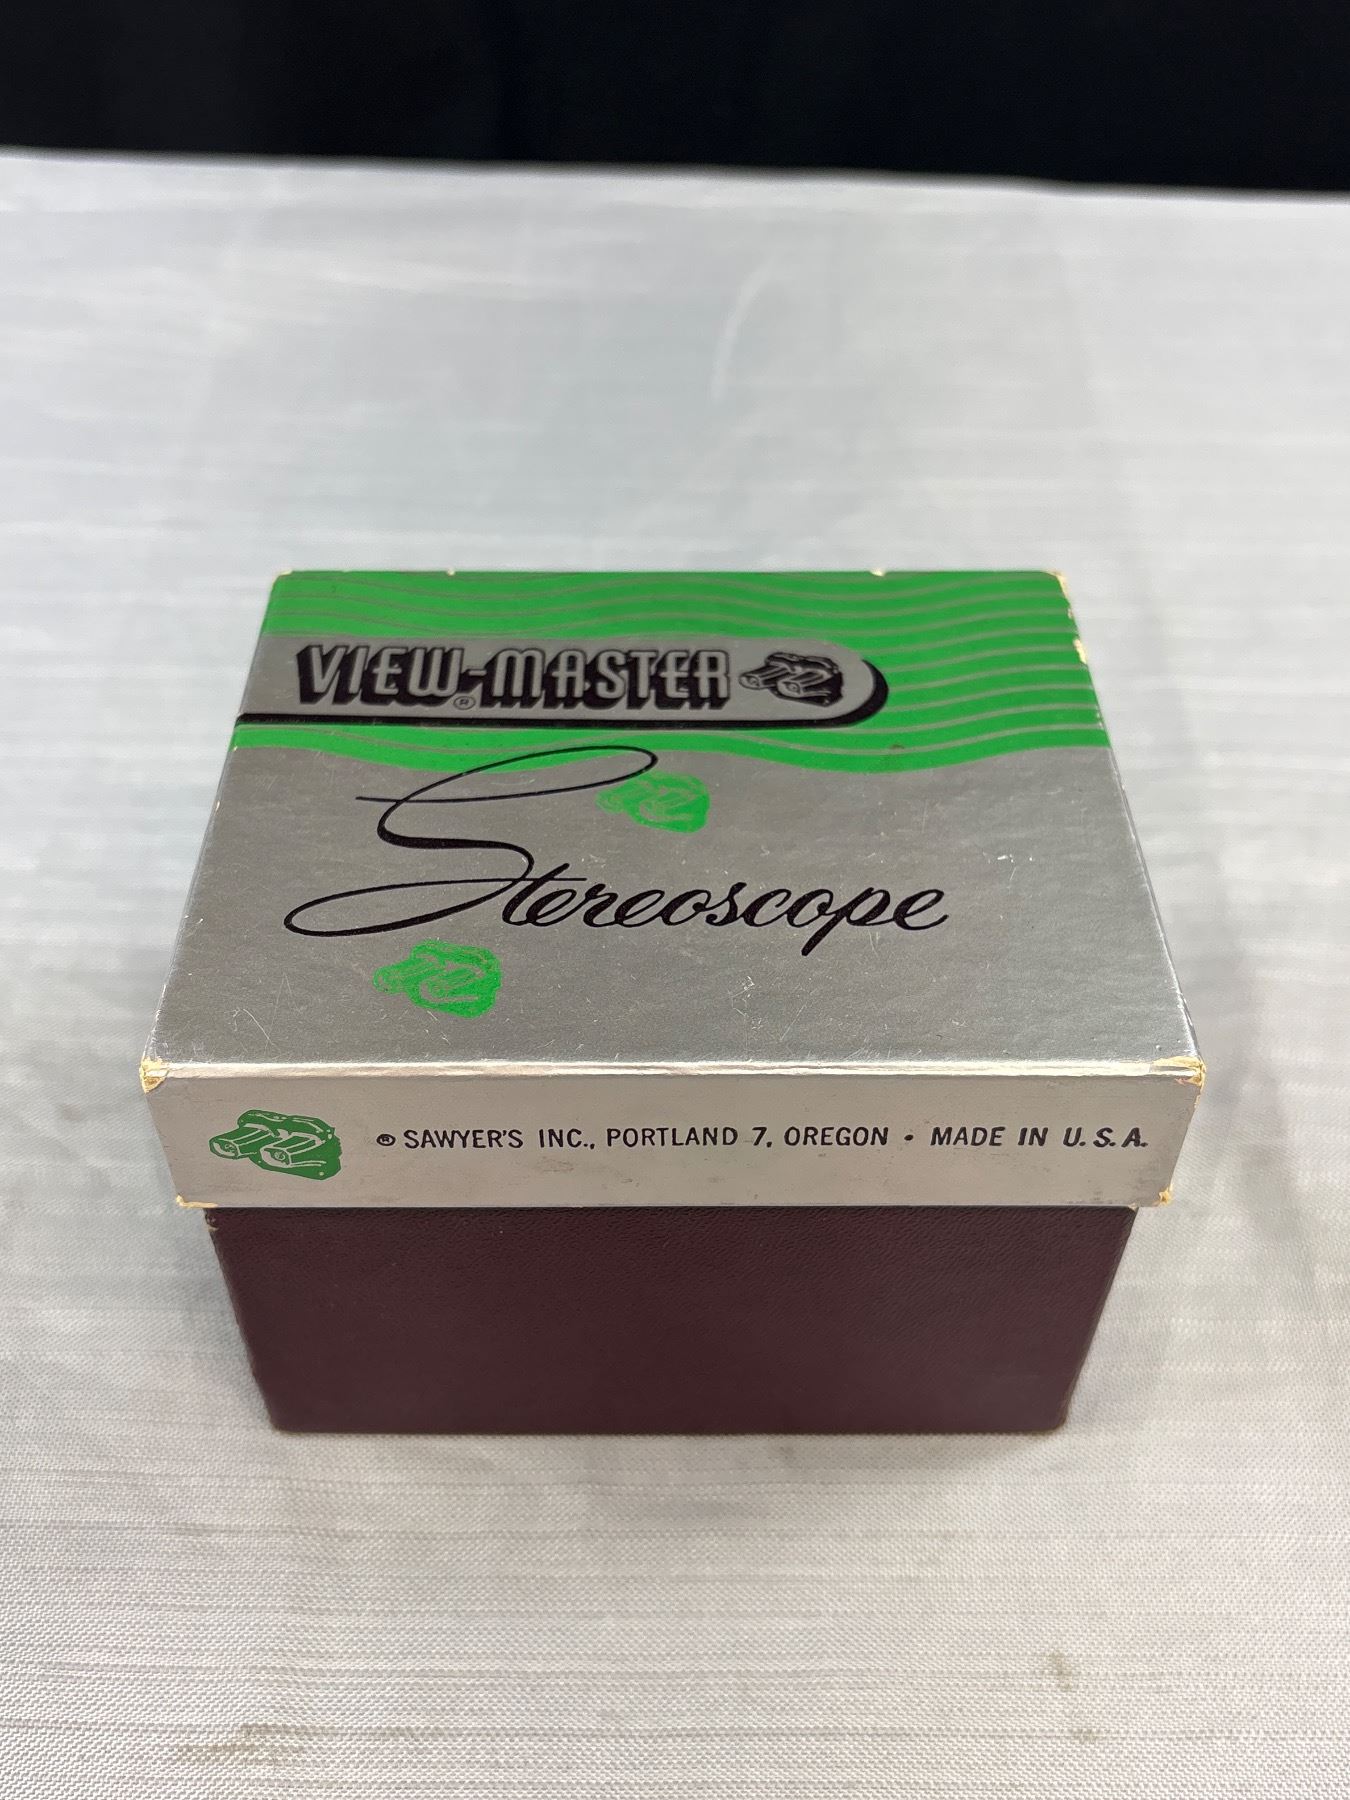 VIEW-MASTER®
Stereoscope
® SAWYER'S INC., PORTLAND 7, OREGON • MADE IN U.S.A.